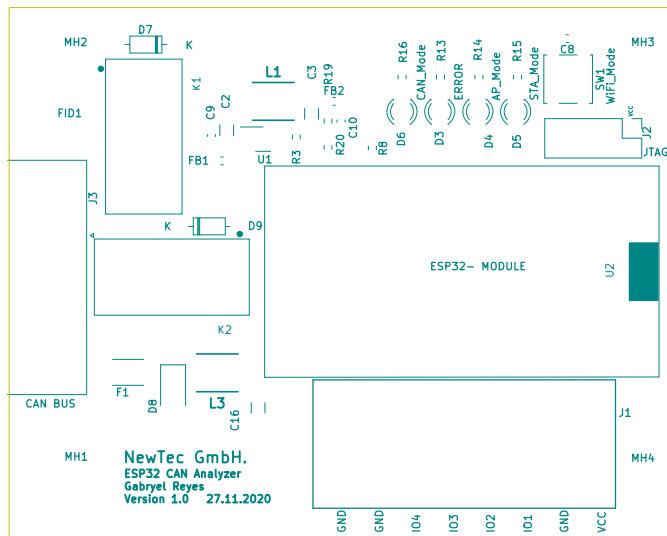 D7
MH2
K
R16
R13
R14
R15
C8
MH3
CAN_Mode
ERROR
AP_Mode
STA_Mode
SW1
WiFi_Mode
K1
L1
C3
R19
FB2
FID1
C9
C2
C10
VCC
J2
JTAG
D6
D3
D4
D5
FB1
U1
R3
R20
R8
J3
K
D9
ESP32- MODULE
U2
K2
F1
D8
L3
C16
CAN BUS
J1
MH1
NewTec GmbH.
ESP32 CAN Analyzer
Gabryel Reyes
Version 1.0 27.11.2020
MH4
GND
GND
IO4
IO3
IO2
IO1
GND
VCC